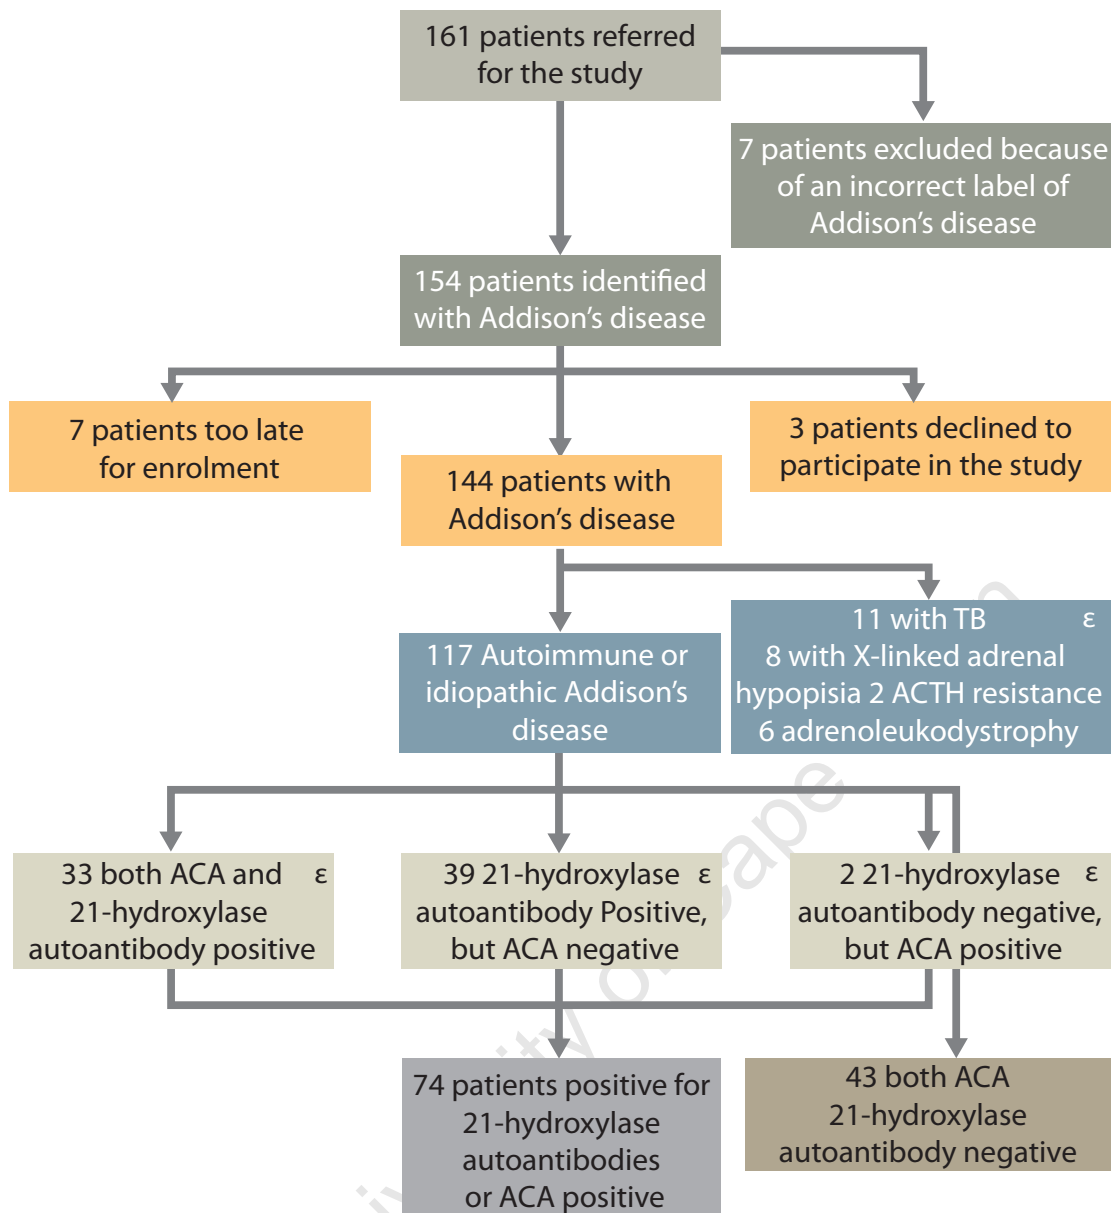 161 patients referred
for the study
7 patients excluded because
of an incorrect label of
Addison's disease
154 patients identified
with Addison's disease
7 patients too late
for enrolment
3 patients declined to
participate in the study
144 patients with
Addison's disease
117 Autoimmune or
idiopathic Addison's
disease
11 with TB ε
8 with X-linked adrenal
hypopisia 2 ACTH resistance
6 adrenoleukodystrophy
33 both ACA and ε
21-hydroxylase
autoantibody positive
39 21-hydroxylase ε
autoantibody Positive,
but ACA negative
2 21-hydroxylase ε
autoantibody negative,
but ACA positive
74 patients positive for
21-hydroxylase
autoantibodies
or ACA positive
43 both ACA
21-hydroxylase
autoantibody negative